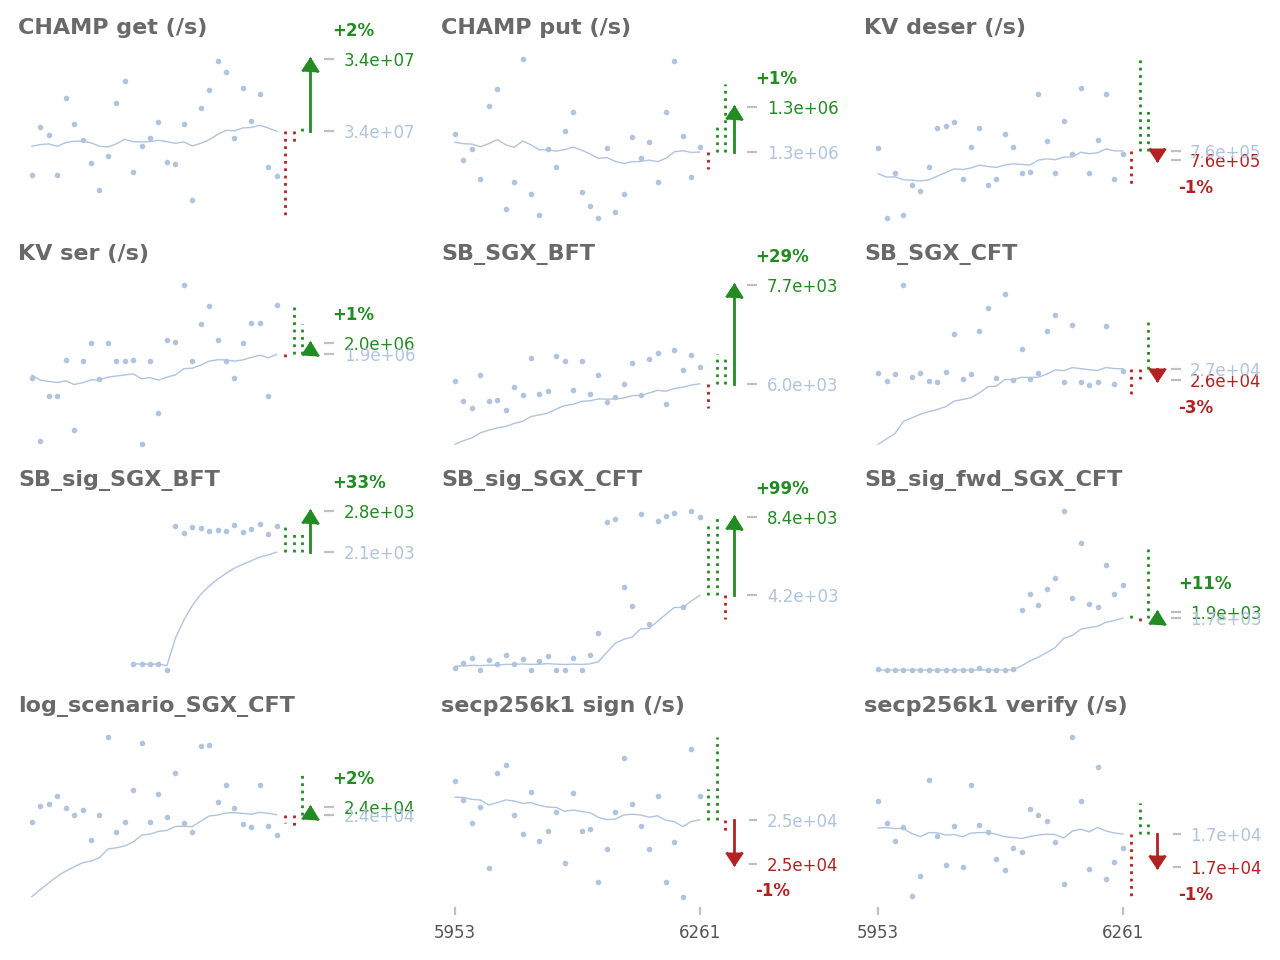 CHAMP get (/s)
+2%
3.4e+07
3.4e+07
CHAMP put (/s)
+1%
1.3e+06
1.3e+06
KV deser (/s)
7.6e+05
7.6e+05
-1%
KV ser (/s)
+1%
2.0e+06
1.9e+06
SB_SGX_BFT
+29%
7.7e+03
6.0e+03
SB_SGX_CFT
2.7e+04
2.6e+04
-3%
SB_sig_SGX_BFT
+33%
2.8e+03
2.1e+03
SB_sig_SGX_CFT
+99%
8.4e+03
4.2e+03
SB_sig_fwd_SGX_CFT
+11%
1.9e+03
1.7e+03
log_scenario_SGX_CFT
+2%
2.4e+04
2.4e+04
secp256k1 sign (/s)
2.5e+04
2.5e+04
-1%
5953
6261
secp256k1 verify (/s)
1.7e+04
1.7e+04
-1%
5953
6261